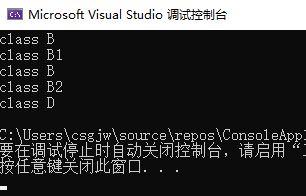 Microsoft Visual Studio 调试控制台
class B
class B1
class B
class B2
class D
C:\Users\csgjw\source\repos\ConsoleAppl
要在调试停止时自动关闭控制台，请启用“
按任意键关闭此窗口. . .